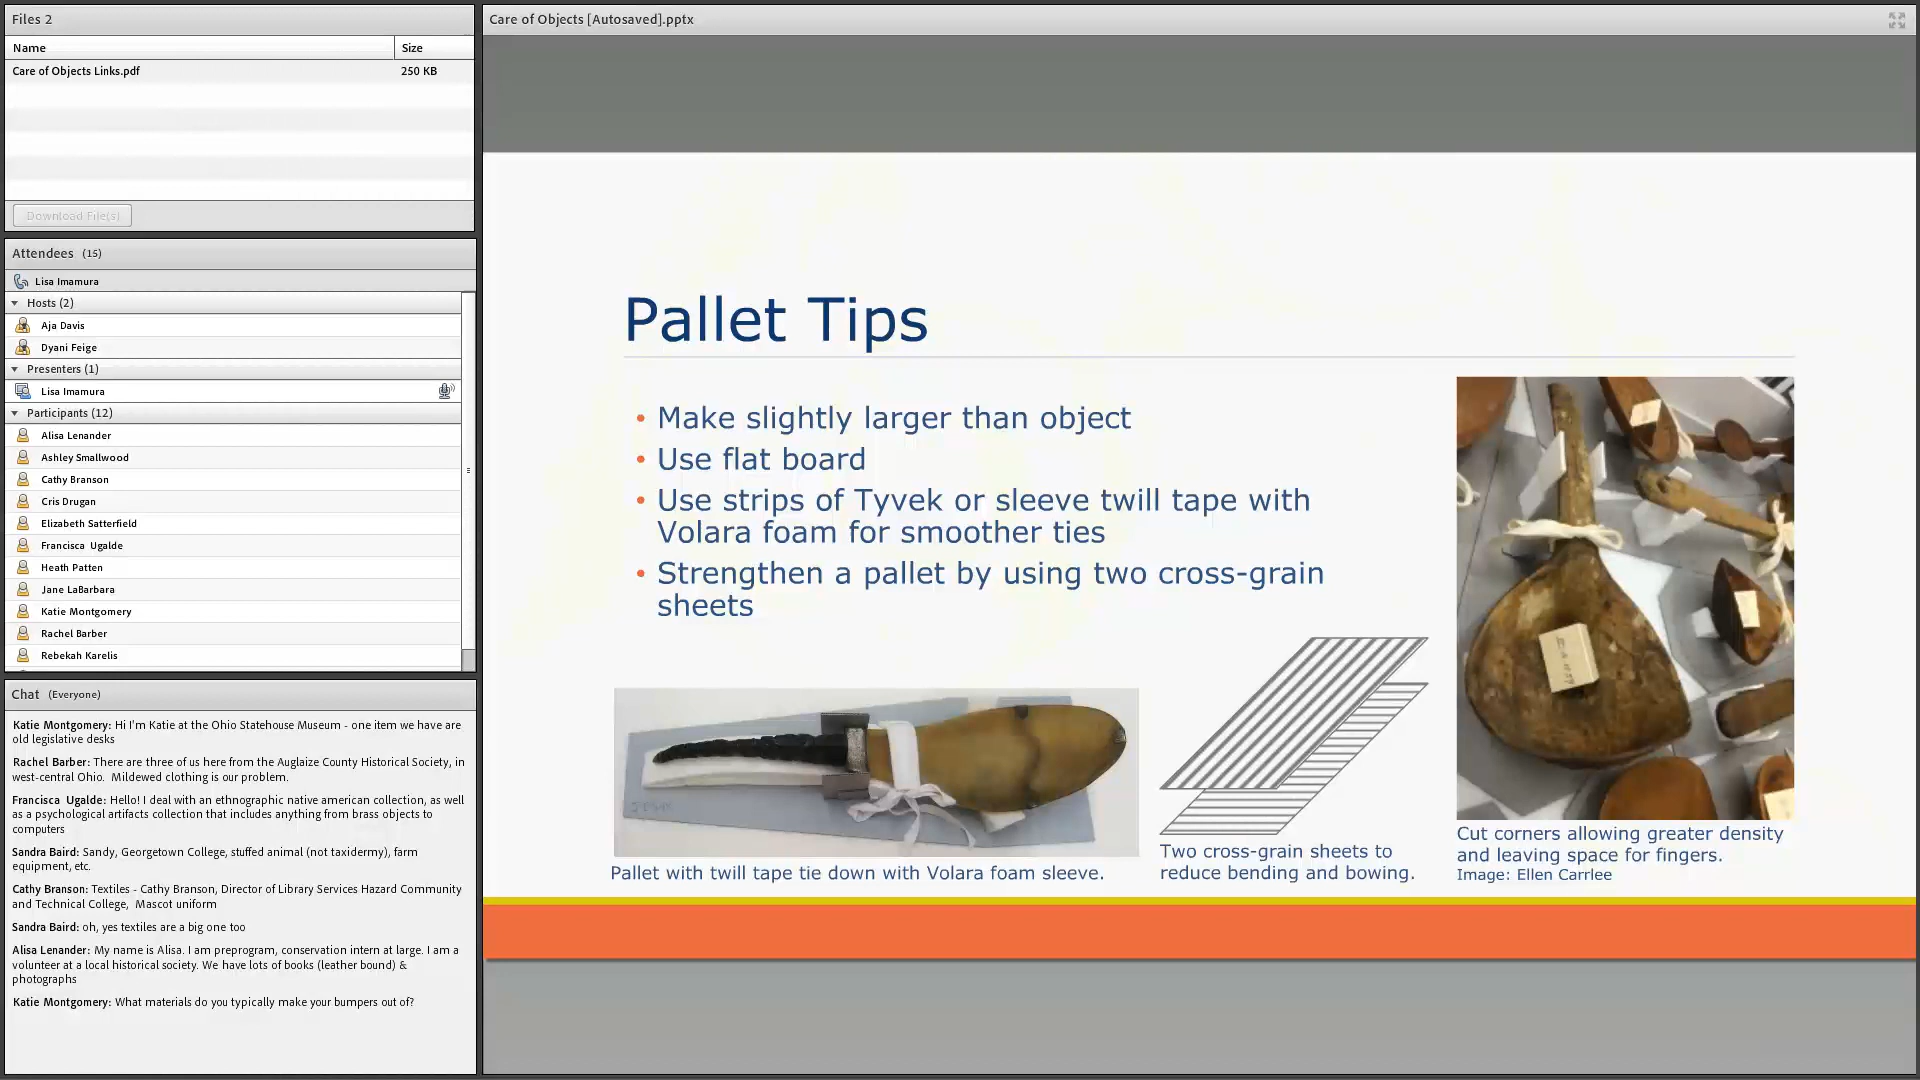 Files 2
Name Size
Care of Objects Links.pdf 250 KB
Download File(s)
Attendees (15)
Lisa Imamura
Hosts (2)
Aja Davis
Dyani Feige
Presenters (1)
Lisa Imamura
Participants (12)
Alisa Lenander
Ashley Smallwood
Cathy Branson
Cris Drugan
Elizabeth Satterfield
Francisca Ugalde
Heath Patten
Jane LaBarbara
Katie Montgomery
Rachel Barber
Rebekah Karelis
Chat (Everyone)
Katie Montgomery: Hi I'm Katie at the Ohio Statehouse Museum - one item we have are
old legislative desks
Rachel Barber: There are three of us here from the Auglaize County Historical Society, in
west-central Ohio. Mildewed clothing is our problem.
Francisca Ugalde: Hello! I deal with an ethnographic native american collection, as well
as a psychological artifacts collection that includes anything from brass objects to
computers
Sandra Baird: Sandy, Georgetown College, stuffed animal (not taxidermy), farm
equipment, etc.
Cathy Branson: Textiles - Cathy Branson, Director of Library Services Hazard Community
and Technical College, Mascot uniform
Sandra Baird: oh, yes textiles are a big one too
Alisa Lenander: My name is Alisa. I am preprogram, conservation intern at large. I am a
volunteer at a local historical society. We have lots of books (leather bound) &
photographs
Katie Montgomery: What materials do you typically make your bumpers out of?
Care of Objects [Autosaved].pptx
Pallet Tips
• Make slightly larger than object
• Use flat board
• Use strips of Tyvek or sleeve twill tape with
Volara foam for smoother ties
• Strengthen a pallet by using two cross-grain
sheets
Pallet with twill tape tie down with Volara foam sleeve.
Two cross-grain sheets to
reduce bending and bowing.
Cut corners allowing greater density
and leaving space for fingers.
Image: Ellen Carrlee